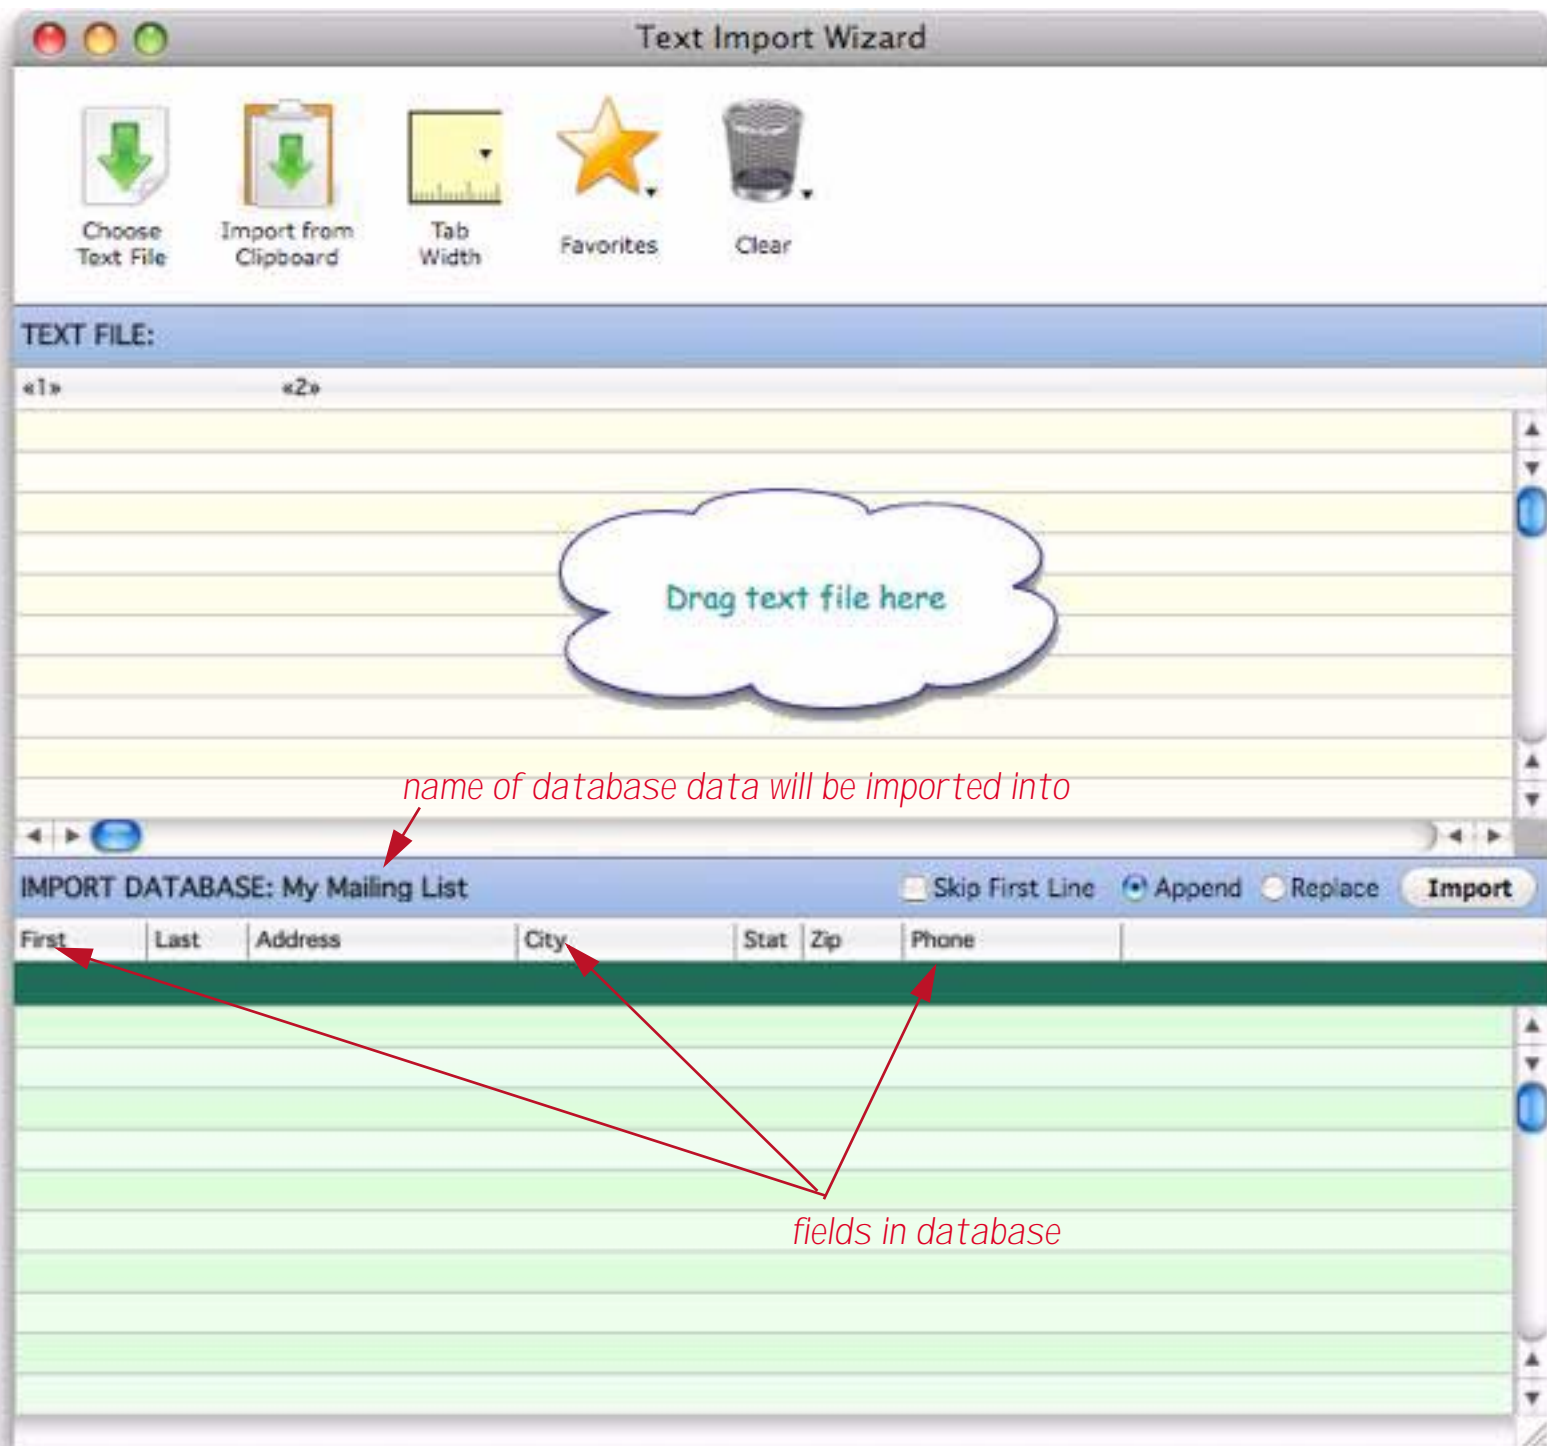 Text Import Wizard
Choose
Text File
Import from
Clipboard
Tab
Width
Favorites
Clear
TEXT FILE:
«1» «2»
Drag text file here
name of database data will be imported into
IMPORT DATABASE: My Mailing List Skip First Line Append Replace Import
First Last Address City Stat Zip Phone
fields in database